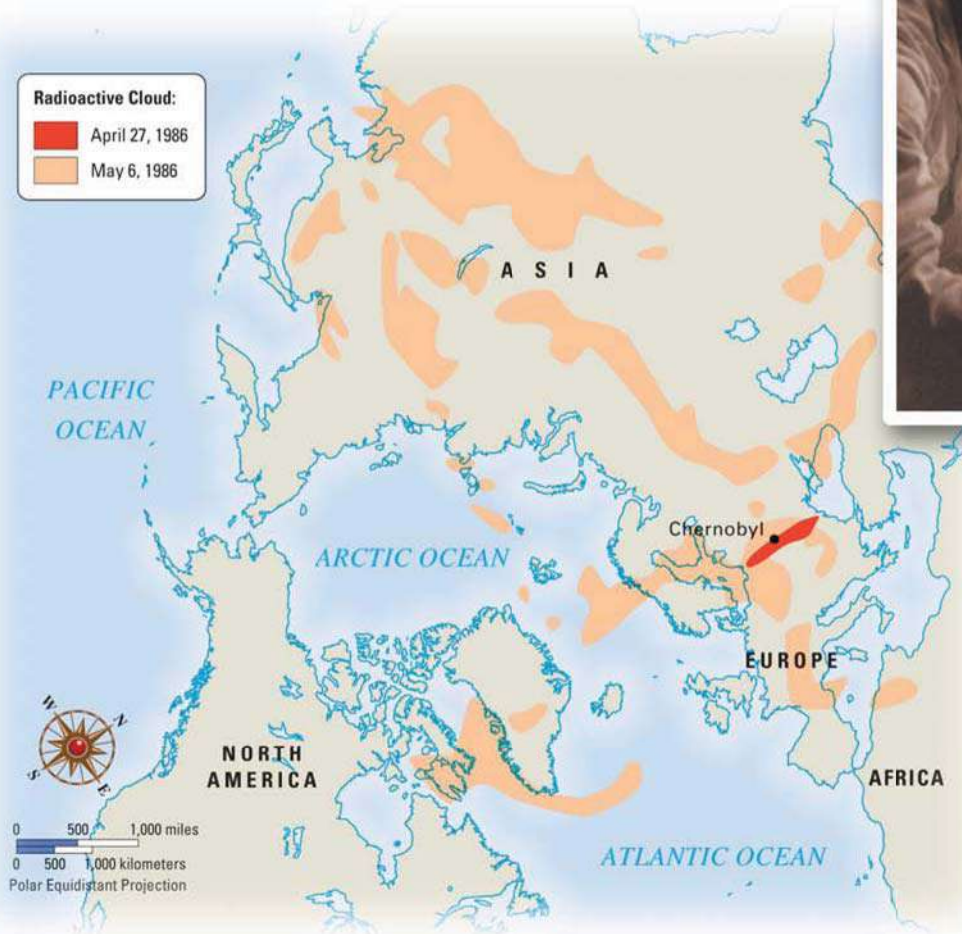 Radioactive Cloud:
April 27, 1986
May 6, 1986
ASIA
PACIFIC
OCEAN
Chernobyl
ARCTIC OCEAN
EUROPE
NORTH
AMERICA
AFRICA
ATLANTIC OCEAN
W
N
S
E
0 500 1,000 miles
0 500 1,000 kilometers
Polar Equidistant Projection